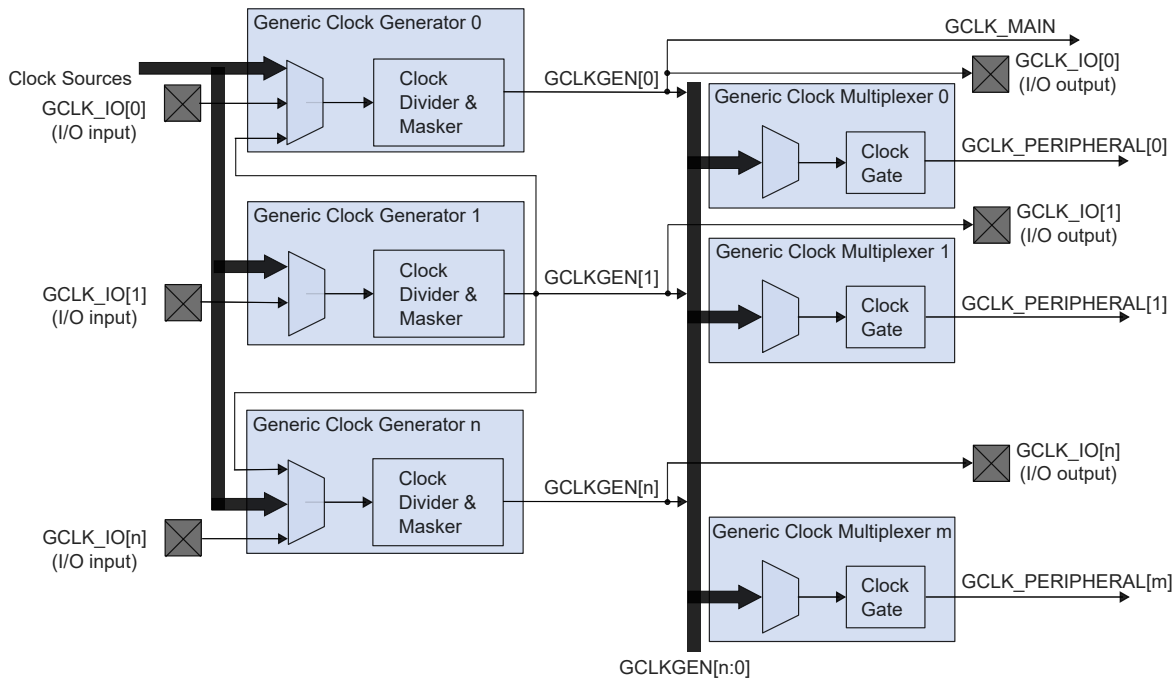 Generic Clock Generator 0
Clock Sources
GCLK_IO[0]
(I/O input)
Clock
Divider &
Masker
GCLKGEN[0]
GCLK_MAIN
GCLK_IO[0]
(I/O output)
Generic Clock Multiplexer 0
Clock
Gate
GCLK_PERIPHERAL[0]
Generic Clock Generator 1
GCLK_IO[1]
(I/O input)
Clock
Divider &
Masker
GCLKGEN[1]
GCLK_IO[1]
(I/O output)
Generic Clock Multiplexer 1
Clock
Gate
GCLK_PERIPHERAL[1]
Generic Clock Generator n
GCLK_IO[n]
(I/O input)
Clock
Divider &
Masker
GCLKGEN[n]
GCLK_IO[n]
(I/O output)
Generic Clock Multiplexer m
Clock
Gate
GCLK_PERIPHERAL[m]
GCLKGEN[n:0]